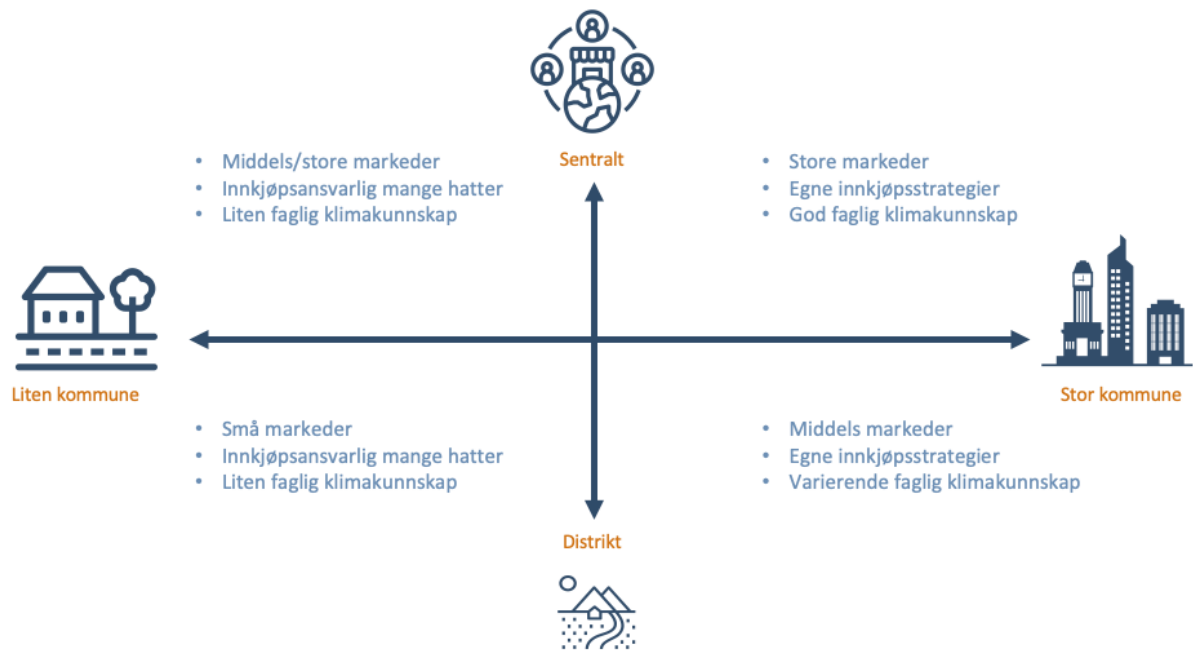 Sentralt
• Middels/store markeder
• Innkjøpsansvarlig mange hatter
• Liten faglig klimakunnskap
• Store markeder
• Egne innkjøpsstrategier
• God faglig klimakunnskap
Liten kommune
Stor kommune
• Små markeder
• Innkjøpsansvarlig mange hatter
• Liten faglig klimakunnskap
• Middels markeder
• Egne innkjøpsstrategier
• Varierende faglig klimakunnskap
Distrikt